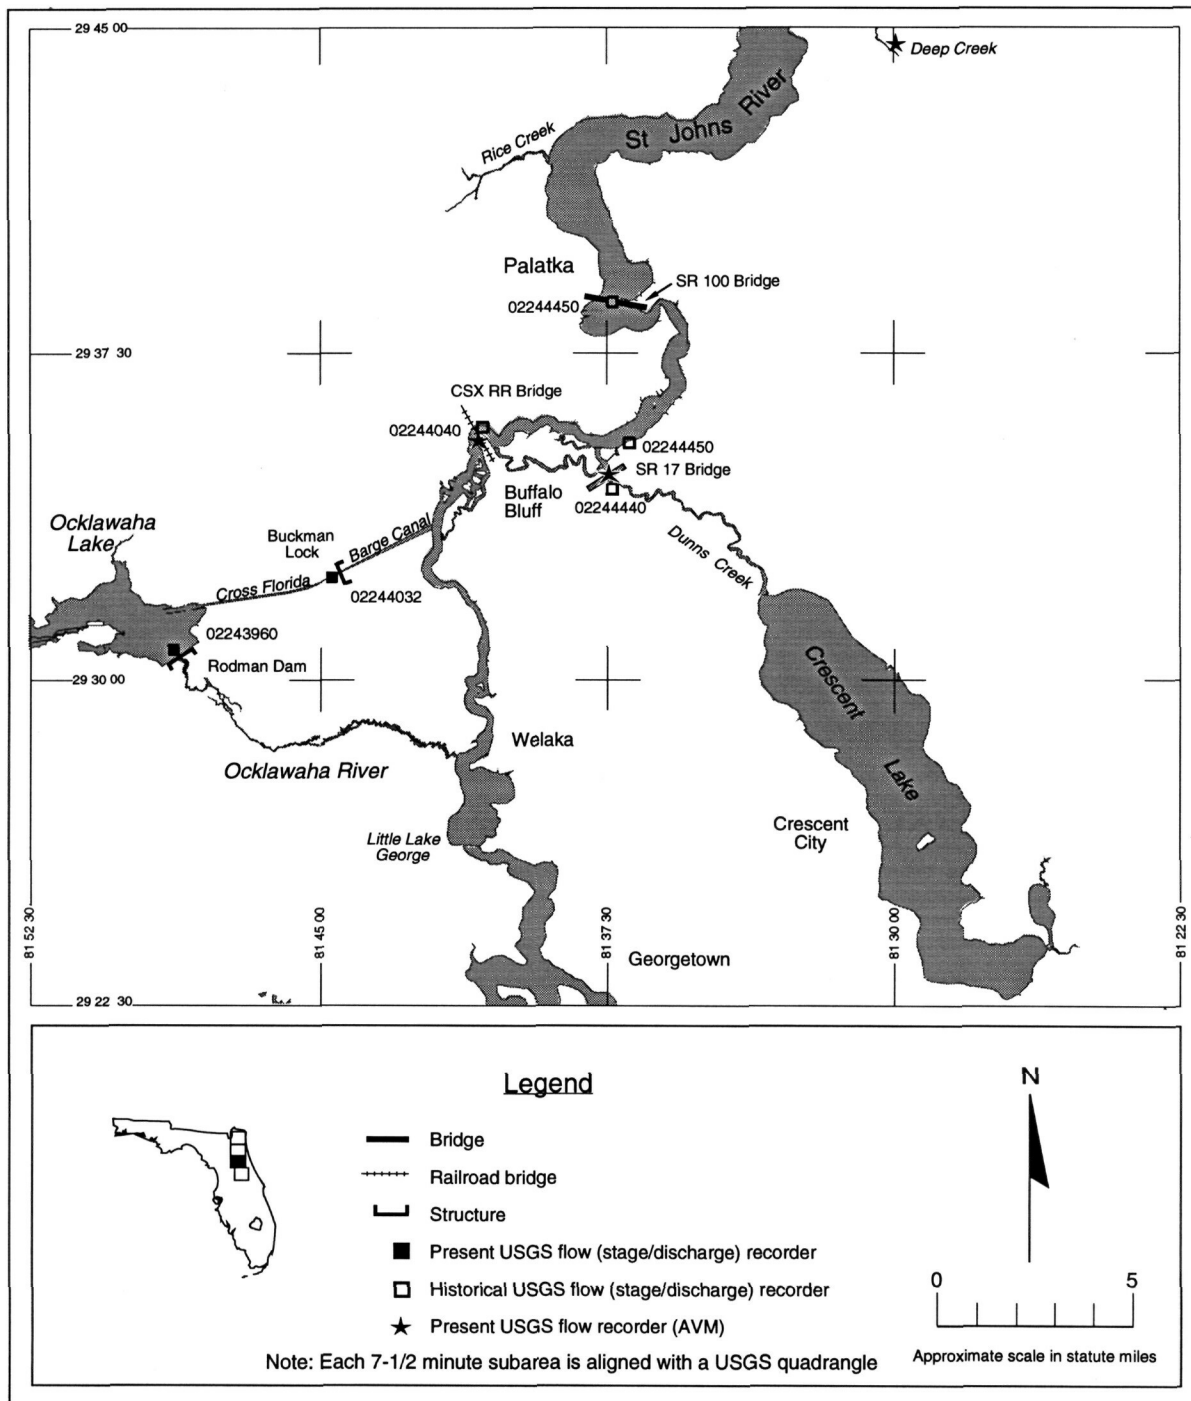 29 45 00
Deep Creek
St Johns River
Rice Creek
Palatka
SR 100 Bridge
02244450
29 37 30
CSX RR Bridge
02244040
02244450
SR 17 Bridge
Buffalo
Bluff
02244440
Ocklawaha
Lake
Buckman
Lock
Barge Canal
Dunns Creek
Cross Florida
02244032
02243960
Rodman Dam
29 30 00
Crescent Lake
Welaka
Ocklawaha River
Crescent
City
Little Lake
George
81 52 30
81 45 00
81 37 30
81 30 00
81 22 30
Georgetown
29 22 30
Legend
N
Bridge
Railroad bridge
Structure
Present USGS flow (stage/discharge) recorder
0 5
Historical USGS flow (stage/discharge) recorder
Present USGS flow recorder (AVM)
Note: Each 7-1/2 minute subarea is aligned with a USGS quadrangle
Approximate scale in statute miles